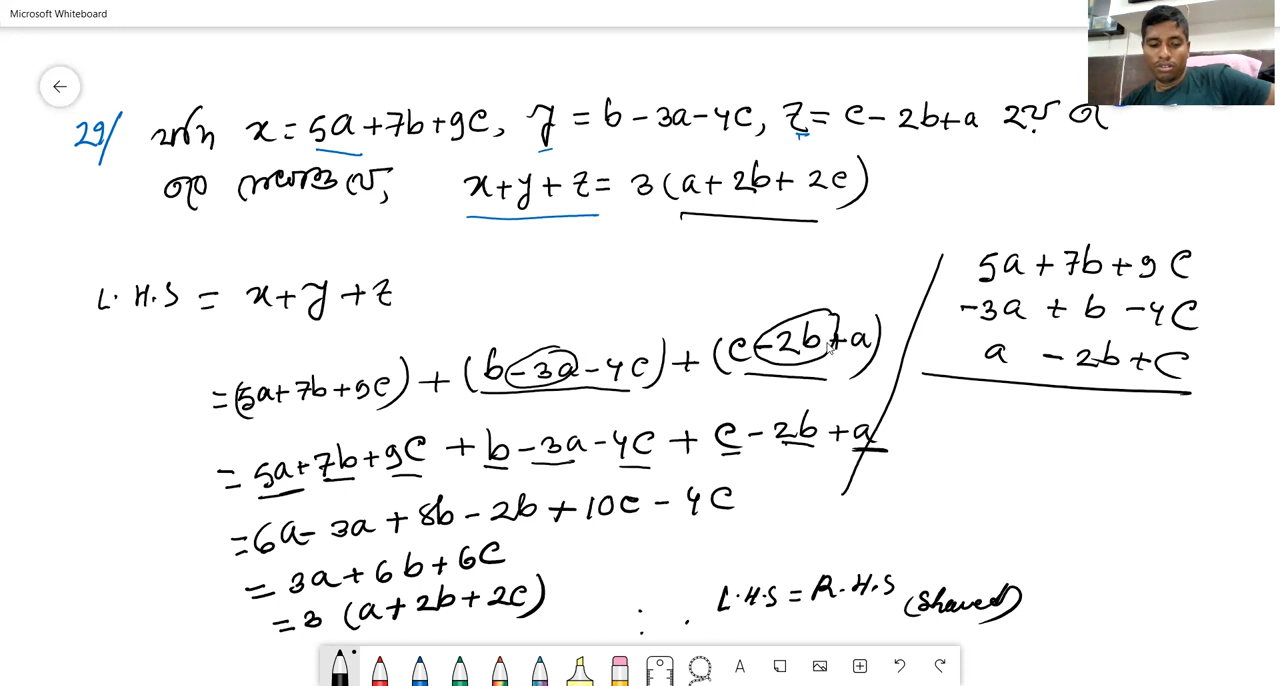 Microsoft Whiteboard
29/ যদি x = 5a + 7b + 9c, y = b - 3a - 4c, z = c - 2b + a হয়
যে, x + y + z = 3 (a + 2b + 2c)
L.H.S = x + y + z
= (5a + 7b + 9c) + (b - 3a - 4c) + (c - 2b + a)
= 5a + 7b + 9c + b - 3a - 4c + c - 2b + a
= 6a - 3a + 8b - 2b + 10c - 4c
= 3a + 6b + 6c
= 3 (a + 2b + 2c)
∴ L.H.S = R.H.S (Showed)
5a + 7b + 9c
-3a + b - 4c
a - 2b + c